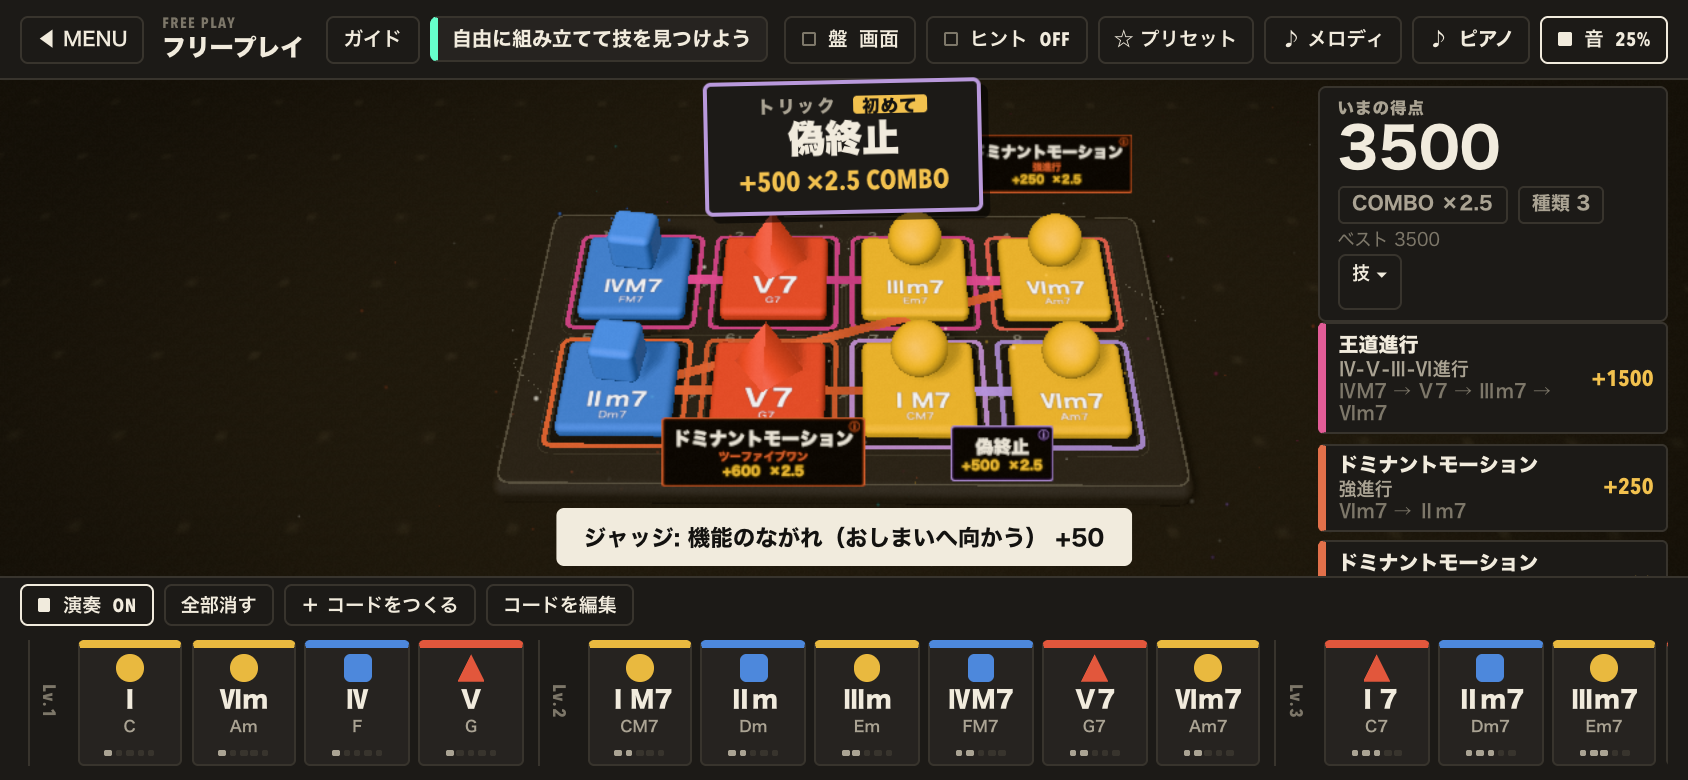 ◀ MENU
FREE PLAY
フリープレイ
ガイド
自由に組み立てて技を見つけよう
盤 画面
ヒント OFF
☆ プリセット
♪ メロディ
♪ ピアノ
音 25%
トリック 初めて
偽終止
+500 ×2.5 COMBO
ミナントモーション
強進行
+250 ×2.5
いまの得点
3500
COMBO ×2.5
種類 3
ベスト 3500
技
IVM7
FM7
V7
G7
IIIm7
Em7
VIm7
Am7
IIm7
Dm7
V7
G7
I M7
CM7
VIm7
Am7
ドミナントモーション
ツーファイブワン
+600 ×2.5
偽終止
+500 ×2.5
王道進行
IV-V-III-VI進行
IVM7 → V7 → IIIm7 →
VIm7
+1500
ドミナントモーション
強進行
VIm7 → IIm7
+250
ドミナントモーション
ジャッジ: 機能のながれ（おしまいへ向かう） +50
演奏 ON
全部消す
＋ コードをつくる
コードを編集
Lv.1
I
C
VIm
Am
IV
F
V
G
Lv.2
I M7
CM7
IIm
Dm
IIIm
Em
IVM7
FM7
V7
G7
VIm7
Am7
Lv.3
I 7
C7
IIm7
Dm7
IIIm7
Em7